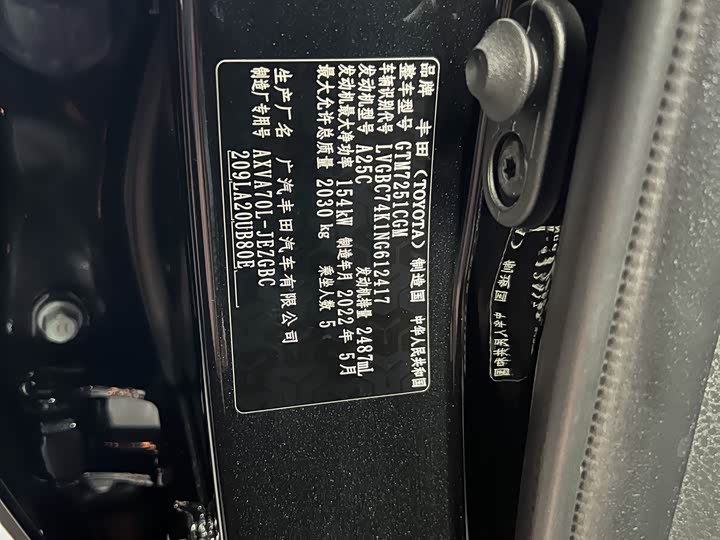 品牌 丰田(TOYOTA) 制造国 中华人民共和国
整车型号 GTM7251CGM
车辆识别代号 LVGBC74K1NG612417
发动机型号 A25C 发动机排量 2487mL
发动机最大净功率 154kW 制造年月 2022年 5月
最大允许总质量 2030 kg 乘坐人数 5
生产厂名 广汽丰田汽车有限公司
制造厂专用号 AXVA70L-JEZGBC
2Q9LA20UB80E